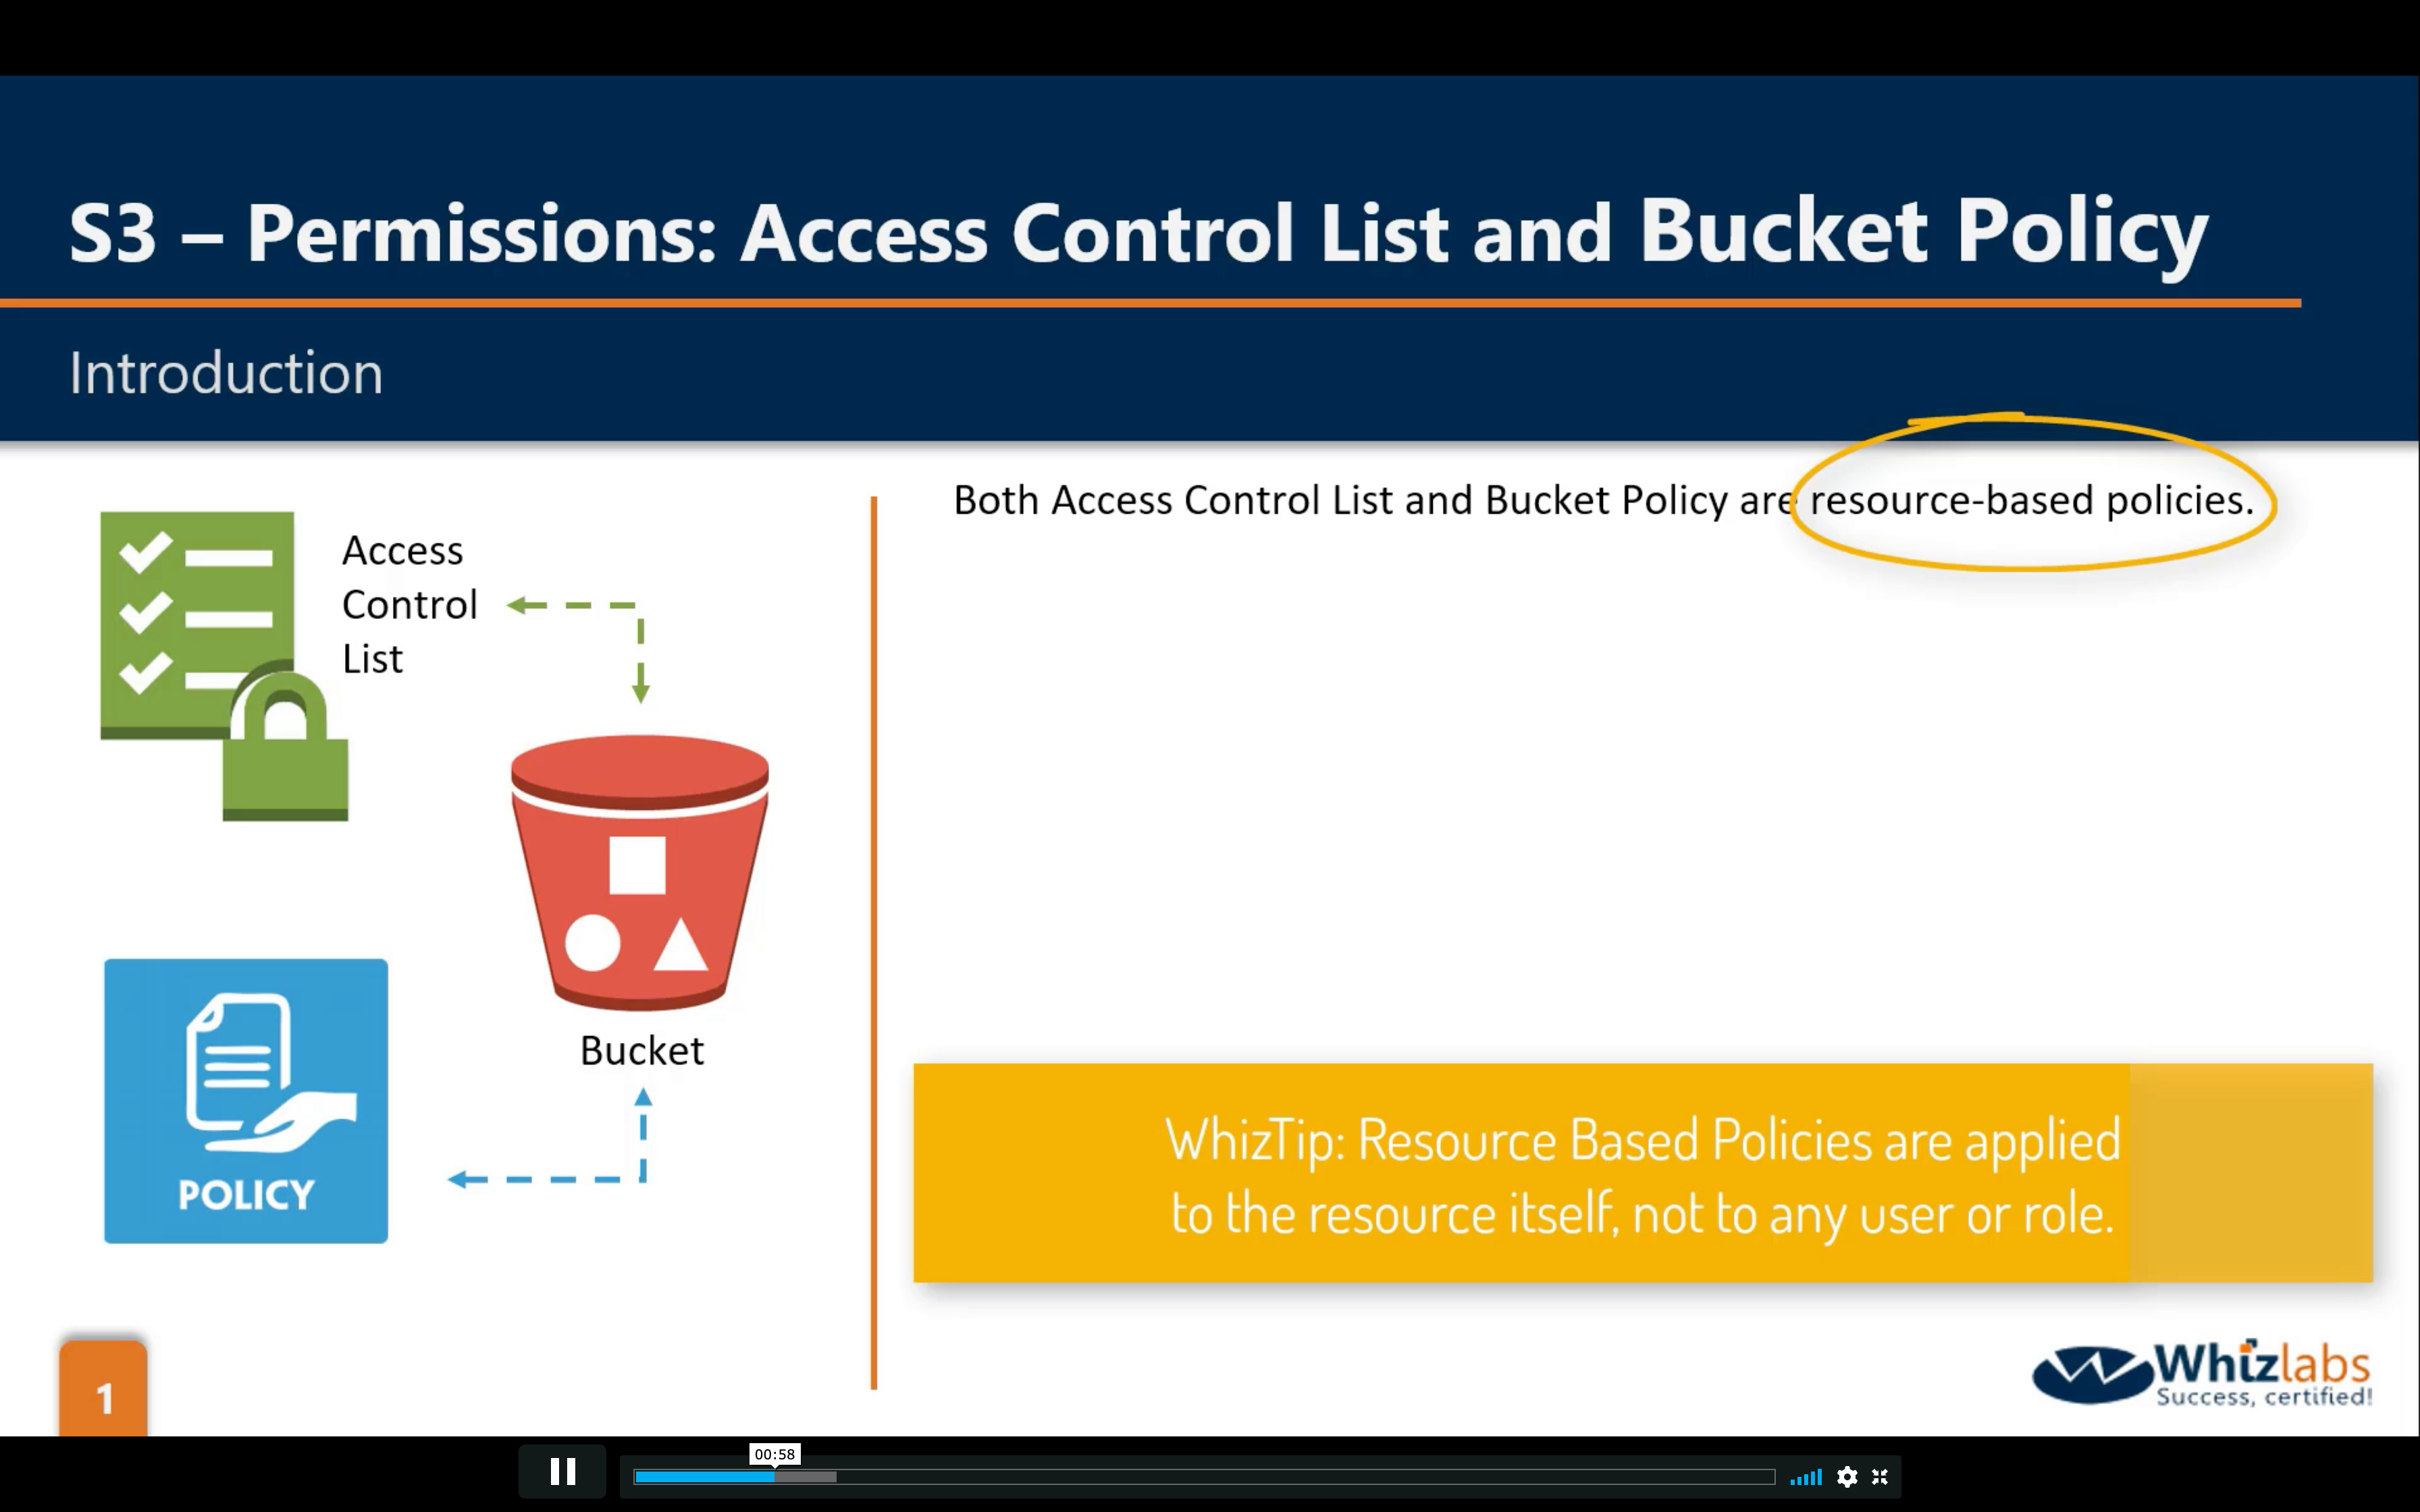 S3 – Permissions: Access Control List and Bucket Policy
Introduction
Access
Control
List
Bucket
POLICY
Both Access Control List and Bucket Policy are resource-based policies.
WhizTip: Resource Based Policies are applied
to the resource itself, not to any user or role.
1
Whizlabs
Success, certified!
00:58